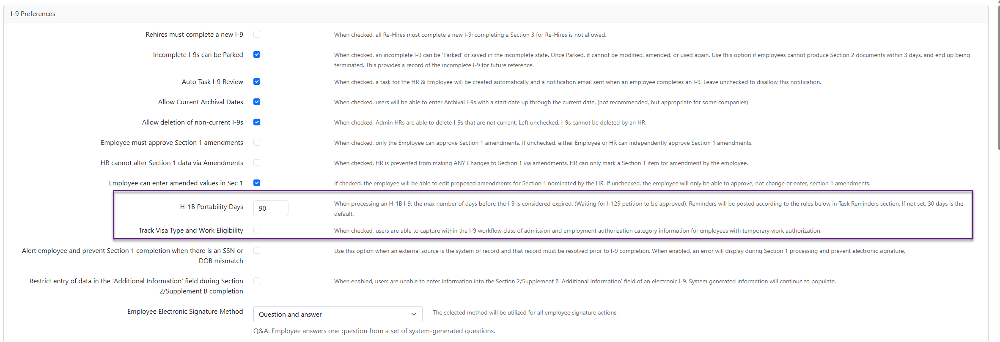 I-9 Preferences
Rehires must complete a new I-9
When checked, all Re-Hires must complete a new I-9; completing a Section 3 for Re-Hires is not allowed.
Incomplete I-9s can be Parked
When checked, an incomplete I-9 can be 'Parked' or saved in the incomplete state. Once Parked, it cannot be modified, amended, or used again. Use this option if employees cannot produce Section 2 documents within 3 days, and end up being
terminated. This provides a record of the incomplete I-9 for future reference.
Auto Task I-9 Review
When checked, a task for the HR & Employee will be created automatically and a notification email sent when an employee completes an I-9. Leave unchecked to disallow this notification.
Allow Current Archival Dates
When checked, users will be able to enter Archival I-9s with a start date up through the current date. (not recommended, but appropriate for some companies)
Allow deletion of non-current I-9s
When checked, Admin HRs are able to delete I-9s that are not current. Left unchecked, I-9s cannot be deleted by an HR.
Employee must approve Section 1 amendments
When checked, only the Employee can approve Section 1 amendments. If unchecked, either Employee or HR can independently approve Section 1 amendments.
HR cannot alter Section 1 data via Amendments
When checked, HR is prevented from making ANY Changes to Section 1 via amendments. HR can only mark a Section 1 item for amendment by the employee.
Employee can enter amended values in Sec 1
If checked, the employee will be able to edit proposed amendments for Section 1 nominated by the HR. If unchecked, the employee will only be able to approve, not change or enter, section 1 amendments.
H-1B Portability Days
90
When processing an H-1B I-9, the max number of days before the I-9 is considered expired. (Waiting for I-129 petition to be approved). Reminders will be posted according to the rules below in Task Reminders section. If not set, 30 days is the
default.
Track Visa Type and Work Eligibility
When checked, users are able to capture within the I-9 workflow class of admission and employment authorization category information for employees with temporary work authorization.
Alert employee and prevent Section 1 completion when there is an SSN or
DOB mismatch
Use this option when an external source is the system of record and that record must be resolved prior to I-9 completion. When enabled, an error will display during Section 1 processing and prevent electronic signature.
Restrict entry of data in the 'Additional Information' field during Section
2/Supplement B completion
When enabled, users are unable to enter information into the Section 2/Supplement B 'Additional Information' field of an electronic I-9. System generated information will continue to populate.
Employee Electronic Signature Method
Question and answer
The selected method will be utilized for all employee signature actions.
Q&A: Employee answers one question from a set of system-generated questions.